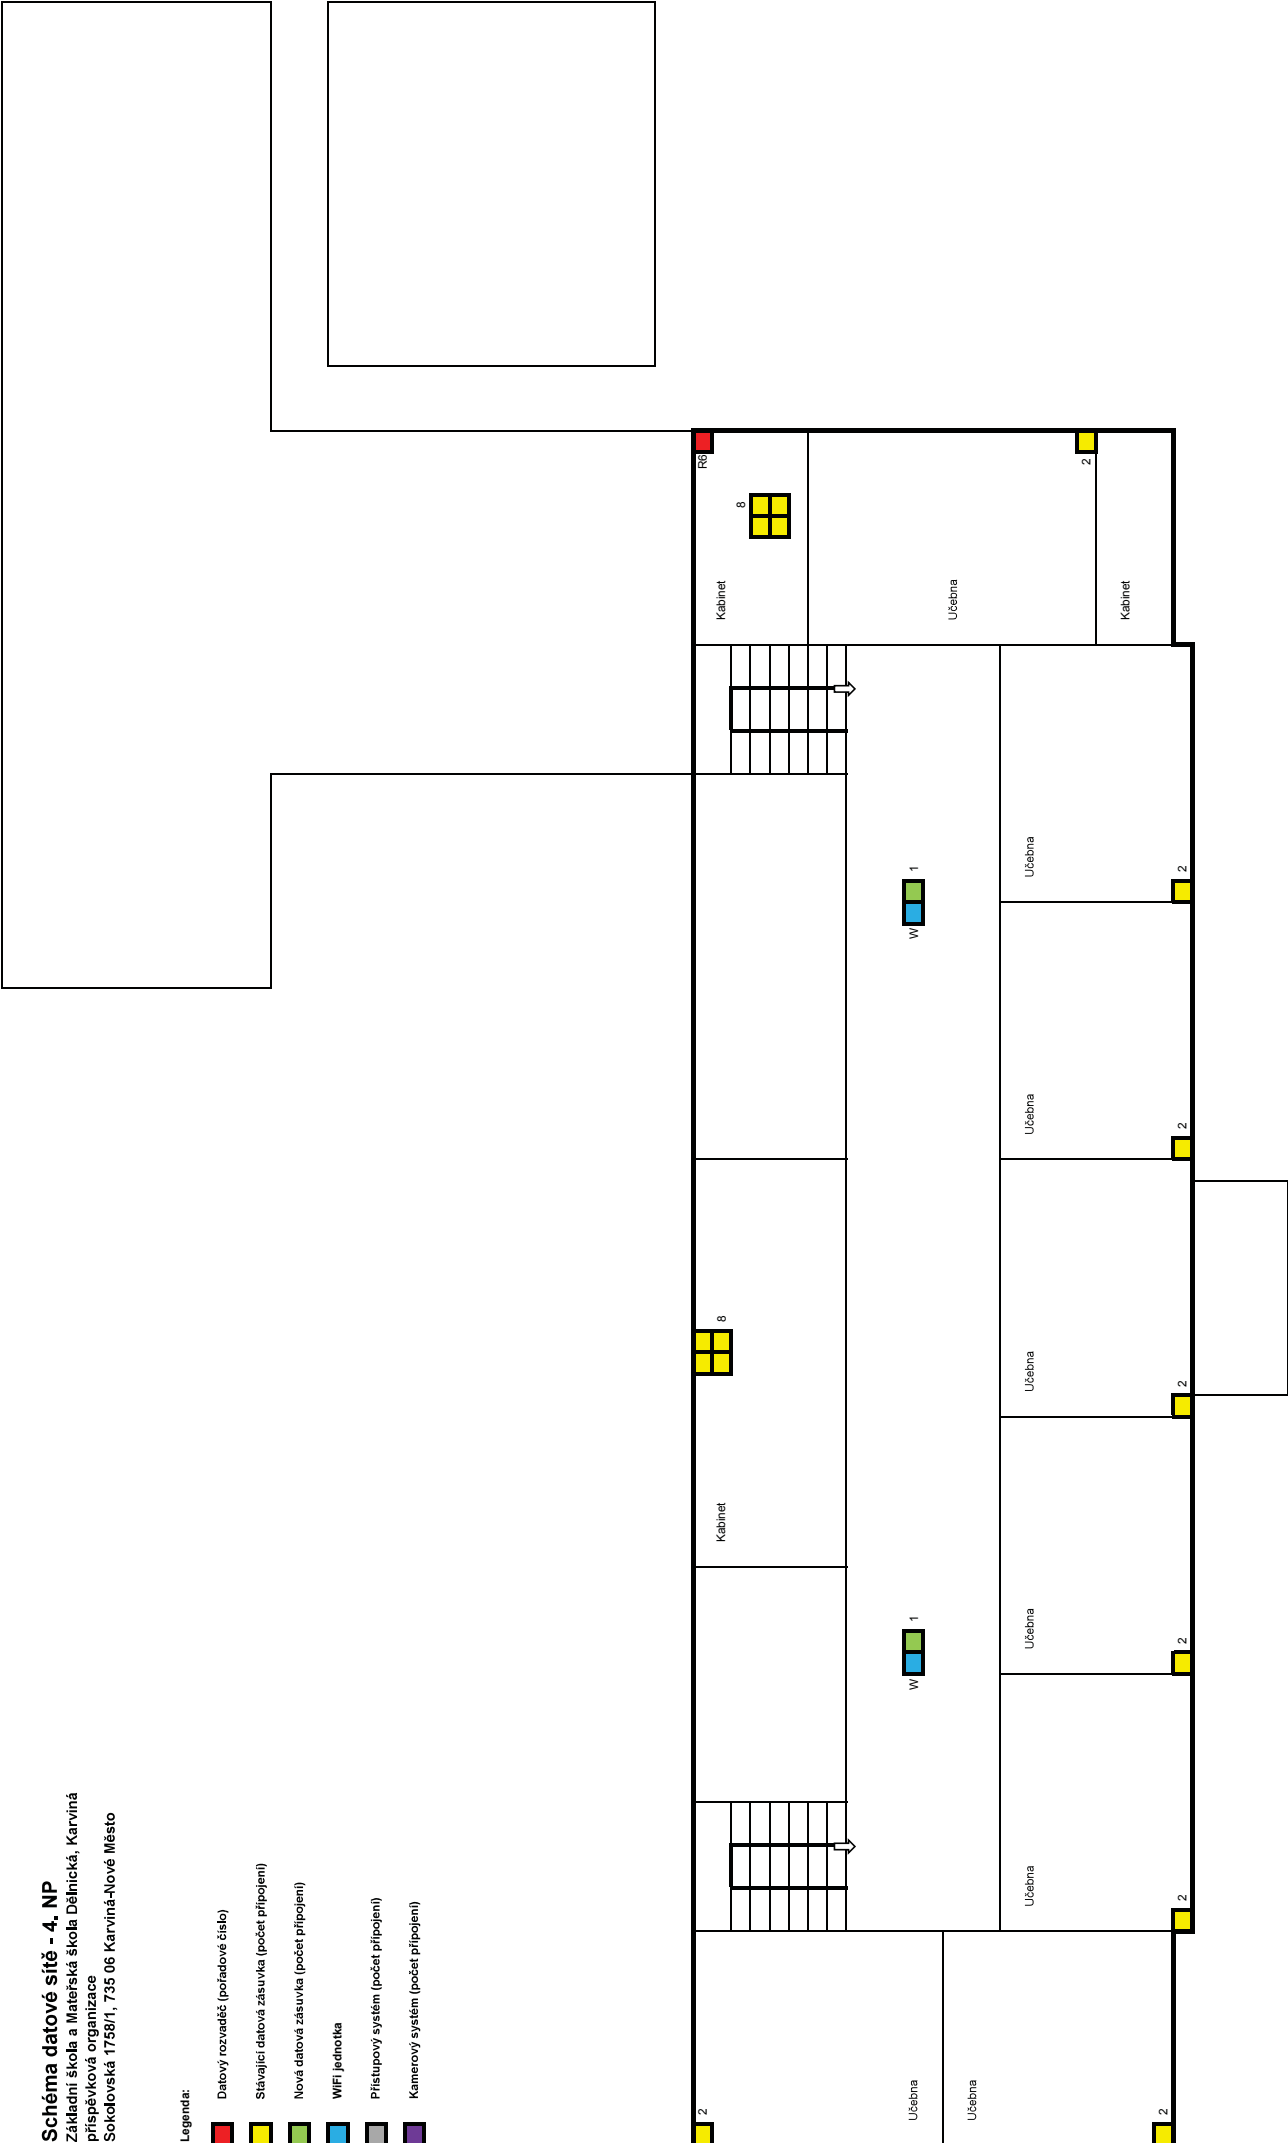 Schéma datové sítě - 4. NP
Základní škola a Mateřská škola Dělnická, Karviná
příspěvková organizace
Sokolovská 1758/1, 735 06 Karviná-Nové Město
Legenda:
Datový rozvaděč (pořadové číslo)
Stávající datová zásuvka (počet připojení)
Nová datová zásuvka (počet připojení)
WiFi jednotka
Přístupový systém (počet připojení)
Kamerový systém (počet připojení)
2
Učebna
Učebna
2
Učebna
2
W
1
Učebna
2
Kabinet
8
Učebna
2
Učebna
2
W
1
Učebna
2
Kabinet
8
R6
Učebna
2
Kabinet